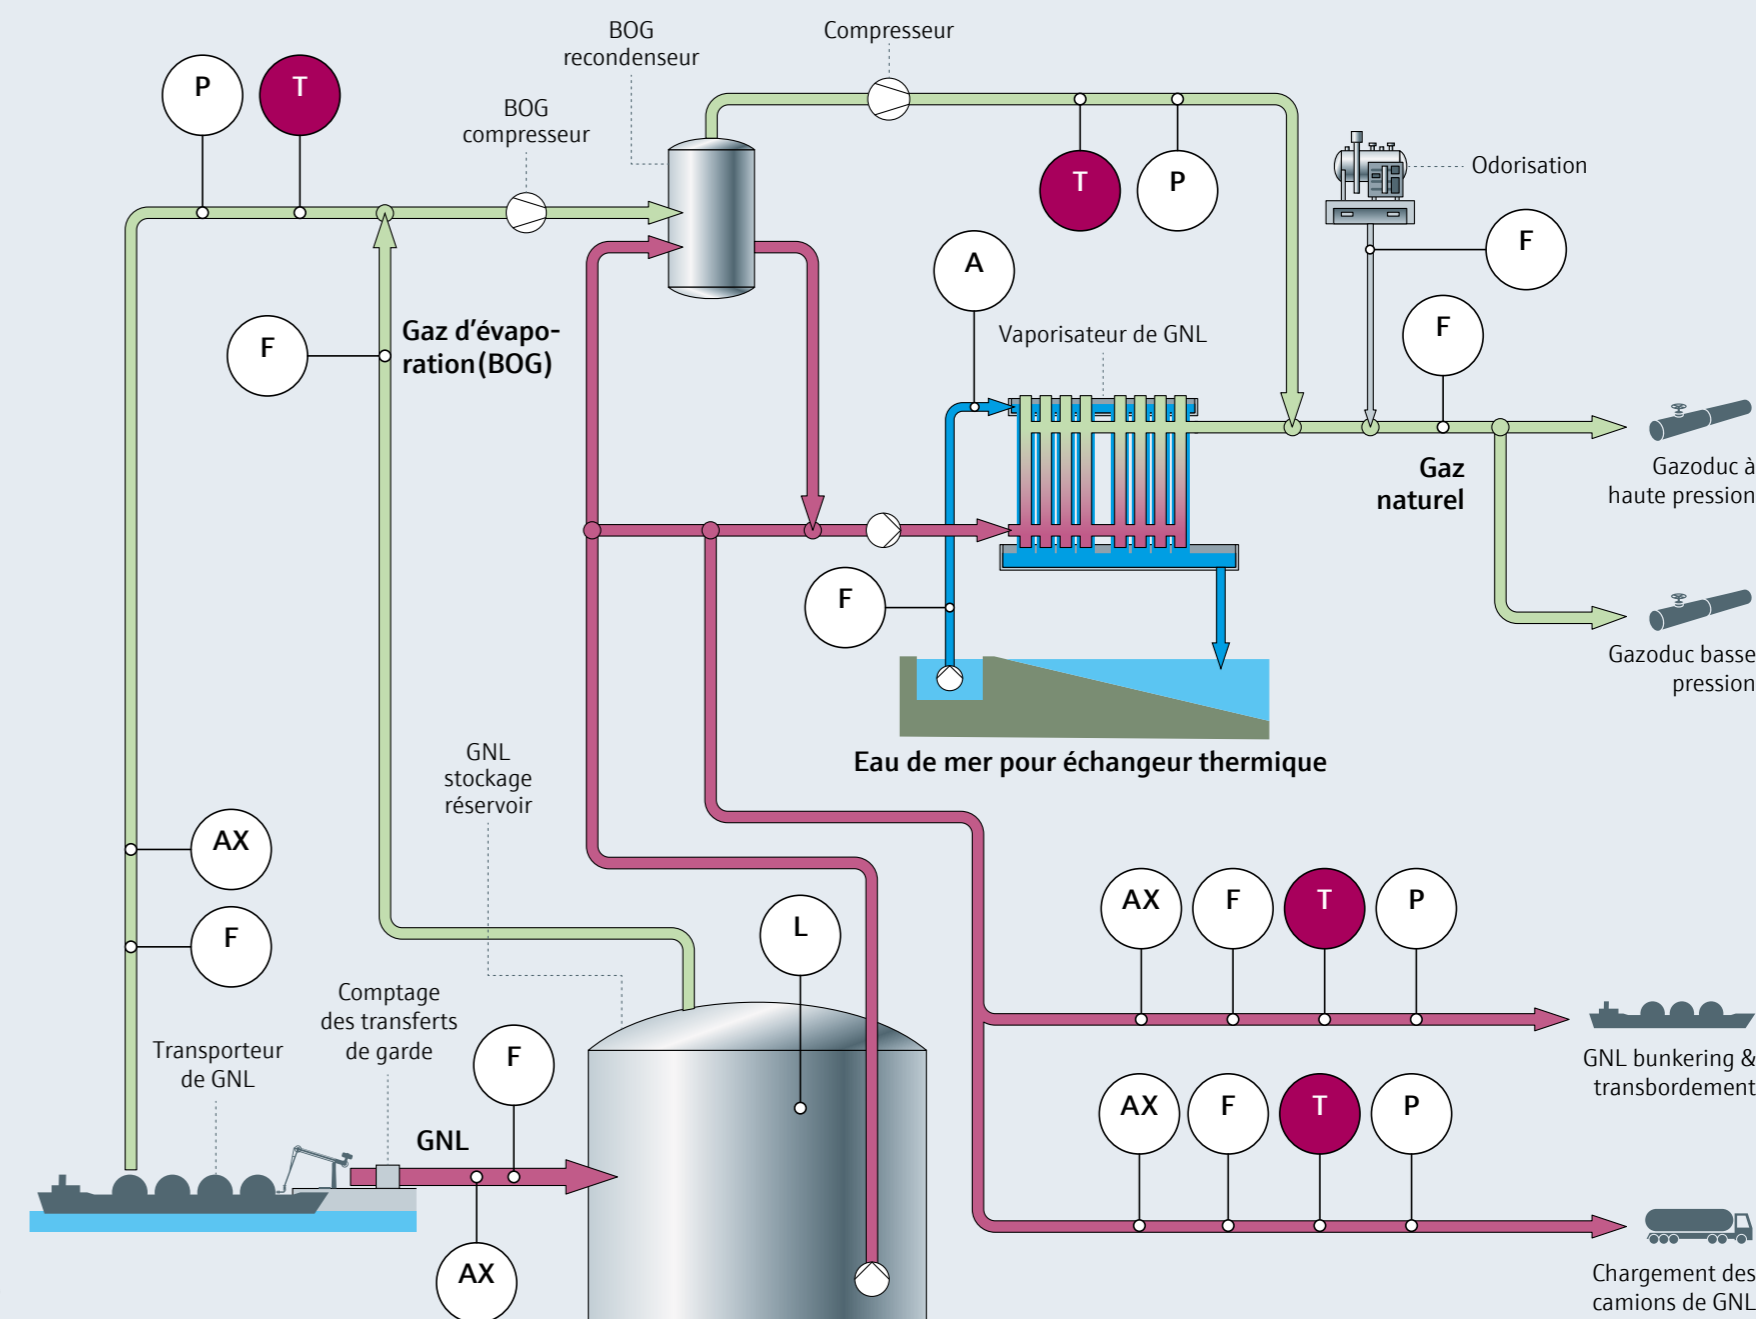 BOG
recondenseur
Compresseur
P
T
BOG
compresseur
T
P
Odorisation
F
A
F
Vaporisateur de GNL
F
Gaz d’évapo-
ration (BOG)
Gaz
naturel
Gazoduc à
haute pression
F
Gazoduc basse
pression
Eau de mer pour échangeur thermique
GNL
stockage
réservoir
AX
F
L
AX
F
T
P
Comptage
des transferts
de garde
Transporteur
de GNL
F
GNL
AX
GNL bunkering &
transbordement
AX
F
T
P
Chargement des
camions de GNL